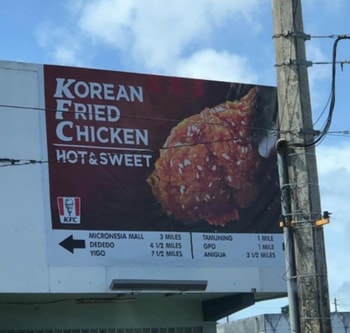 KOREAN
FRIED
CHICKEN
HOT & SWEET
KFC
MICRONESIA MALL 3 MILES
DEDEDO 4 1/2 MILES
YIGO 7 1/2 MILES
TAMUNING 1 MILE
GPO 1 MILE
ANIGUA 3 1/2 MILES